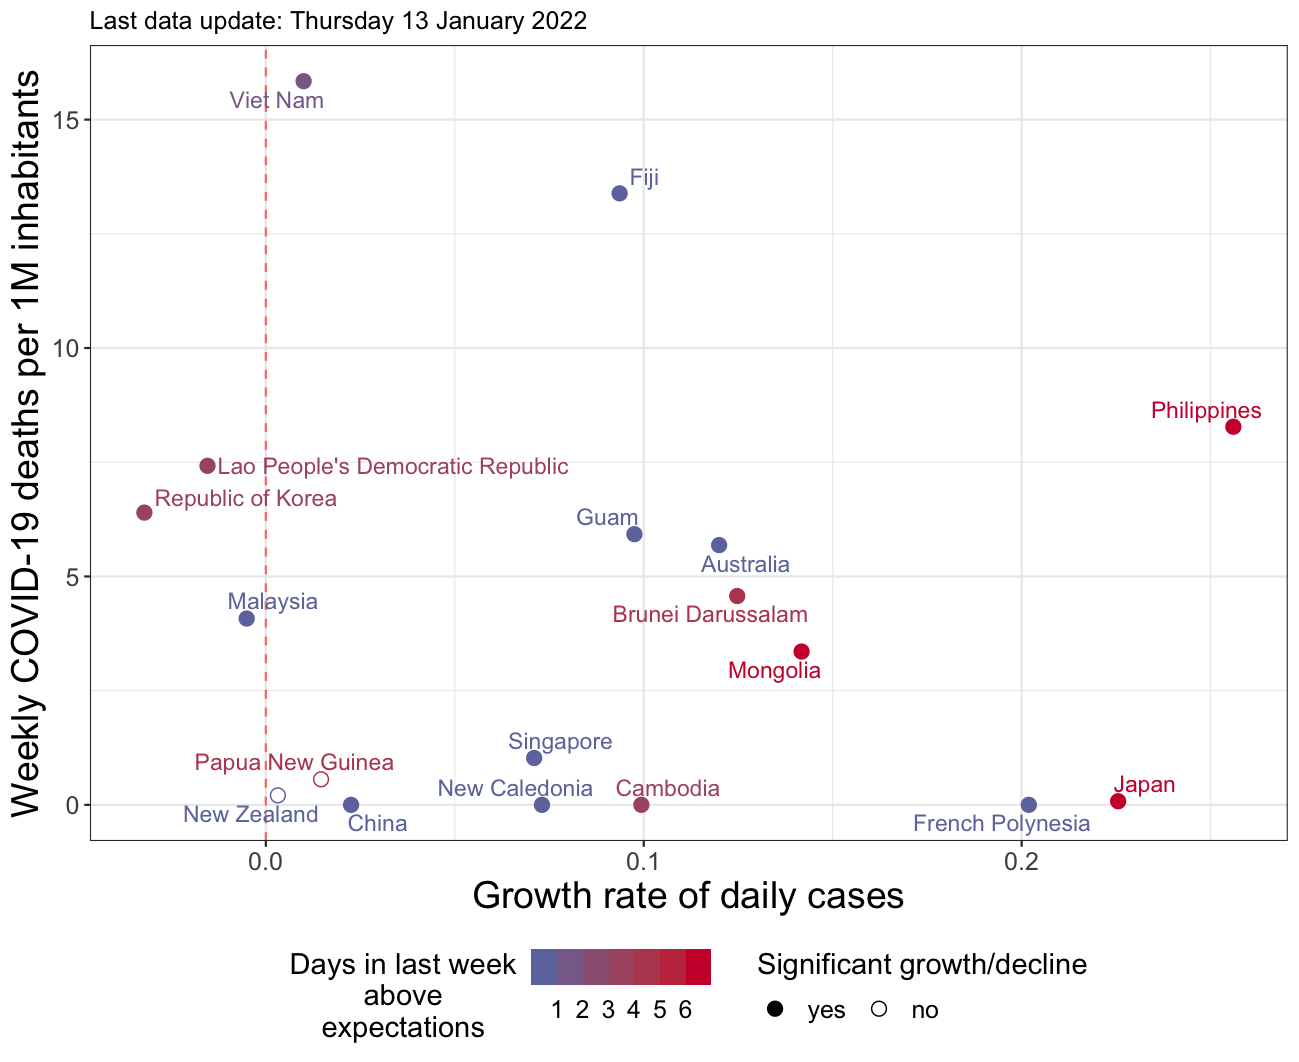 Last data update: Thursday 13 January 2022
Weekly COVID-19 deaths per 1M inhabitants
15
10
5
0
Viet Nam
Fiji
Philippines
Lao People's Democratic Republic
Republic of Korea
Guam
Australia
Malaysia
Brunei Darussalam
Mongolia
Singapore
Papua New Guinea
New Caledonia
Cambodia
Japan
New Zealand
China
French Polynesia
0.0
0.1
0.2
Growth rate of daily cases
Days in last week
above
expectations
1 2 3 4 5 6
Significant growth/decline
yes
no